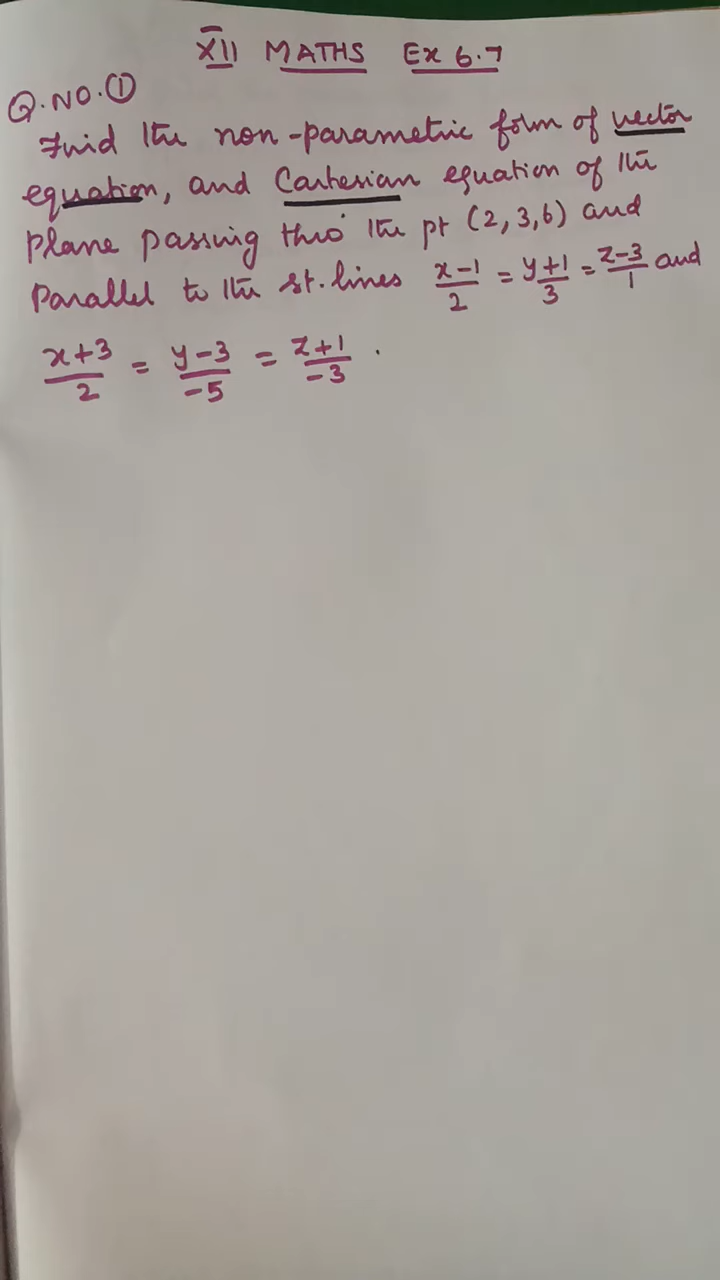 XII MATHS Ex 6.7
Q.NO.①
Find the non-parametric form of vector
equation, and Cartesian equation of the
plane passing thro' the pt (2, 3, 6) and
Parallel to the st. lines x-1/2 = y+1/3 = z-3/1 and
x+3/2 = y-3/-5 = z+1/-3 .